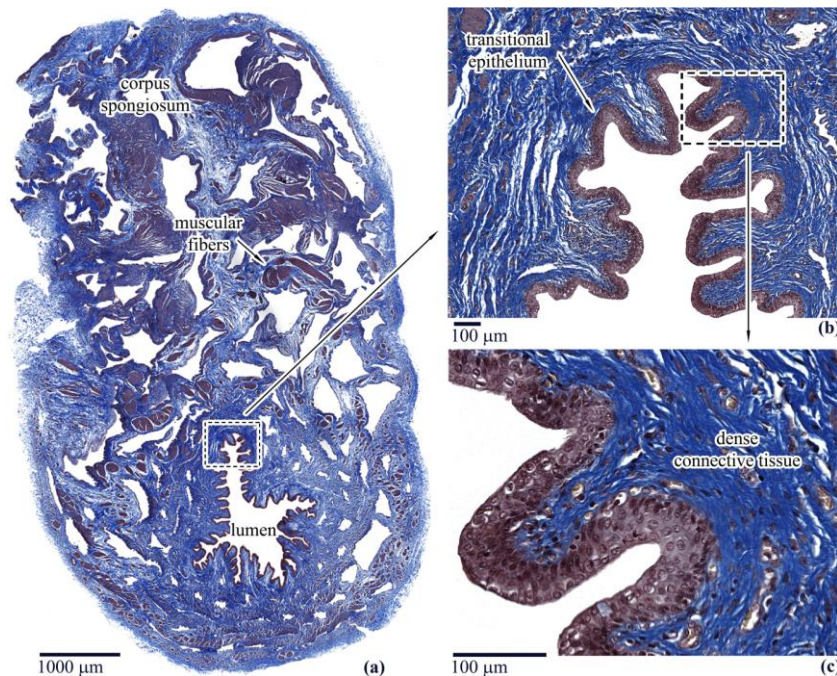 corpus
spongiosum
muscular
fibers
lumen
1000 µm
(a)
transitional
epithelium
100 µm
(b)
dense
connective tissue
100 µm
(c)